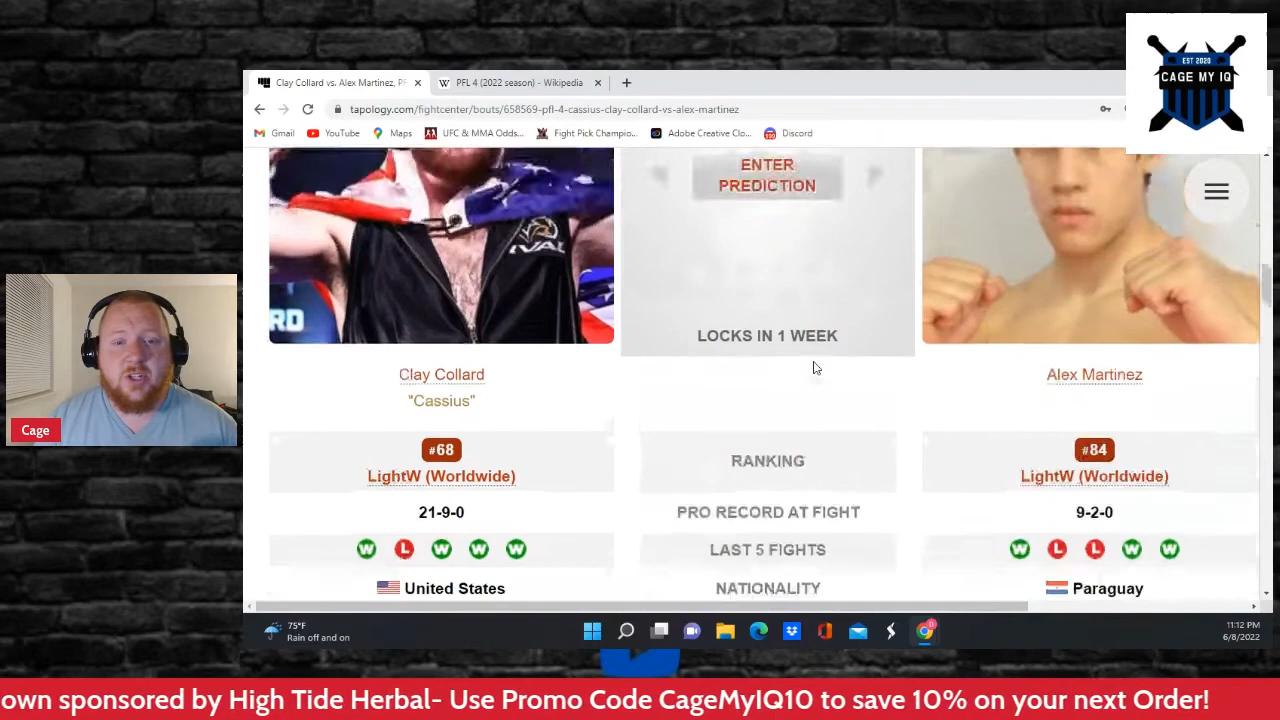 EST 2020
CAGE MY IQ
Clay Collard vs. Alex Martinez, PF
PFL 4 (2022 season) - Wikipedia
tapology.com/fightcenter/bouts/658569-pfl-4-cassius-clay-collard-vs-alex-martinez
Gmail
YouTube
Maps
UFC & MMA Odds...
Fight Pick Champio...
Adobe Creative Clo...
Discord
ENTER
PREDICTION
LOCKS IN 1 WEEK
Clay Collard
"Cassius"
Alex Martinez
#68
LightW (Worldwide)
RANKING
#84
LightW (Worldwide)
21-9-0
PRO RECORD AT FIGHT
9-2-0
W L W W W
LAST 5 FIGHTS
W L L W W
United States
NATIONALITY
Paraguay
Cage
75°F
Rain off and on
11:12 PM
6/8/2022
own sponsored by High Tide Herbal- Use Promo Code CageMyIQ10 to save 10% on your next Order!